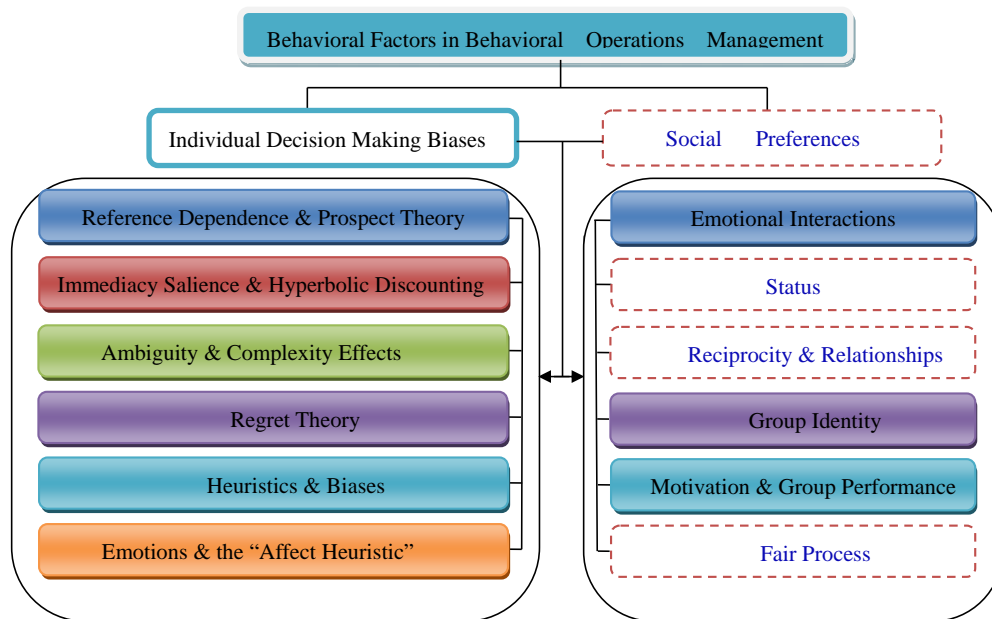 Behavioral Factors in Behavioral Operations Management
Individual Decision Making Biases
Social Preferences
Reference Dependence & Prospect Theory
Immediacy Salience & Hyperbolic Discounting
Ambiguity & Complexity Effects
Regret Theory
Heuristics & Biases
Emotions & the “Affect Heuristic”
Emotional Interactions
Status
Reciprocity & Relationships
Group Identity
Motivation & Group Performance
Fair Process